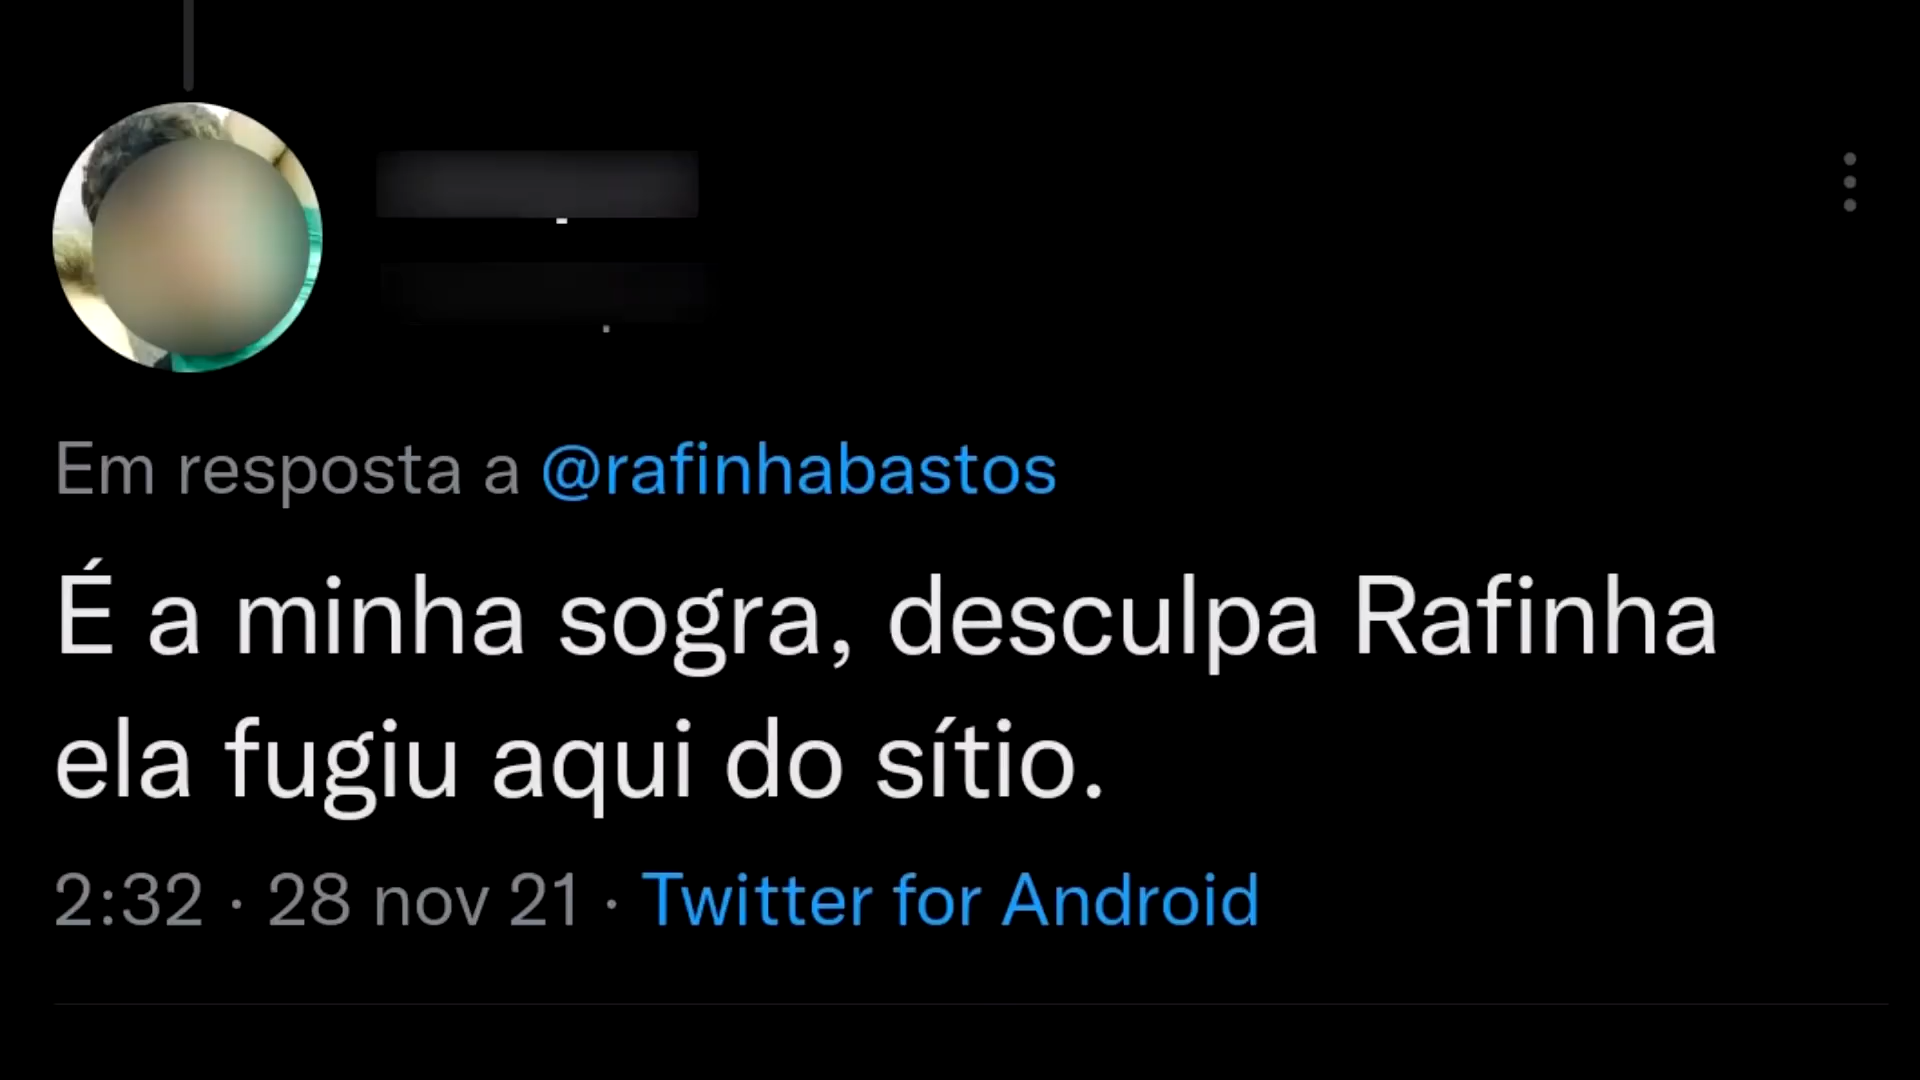 Em resposta a @rafinhabastos
É a minha sogra, desculpa Rafinha
ela fugiu aqui do sítio.
2:32 · 28 nov 21 · Twitter for Android